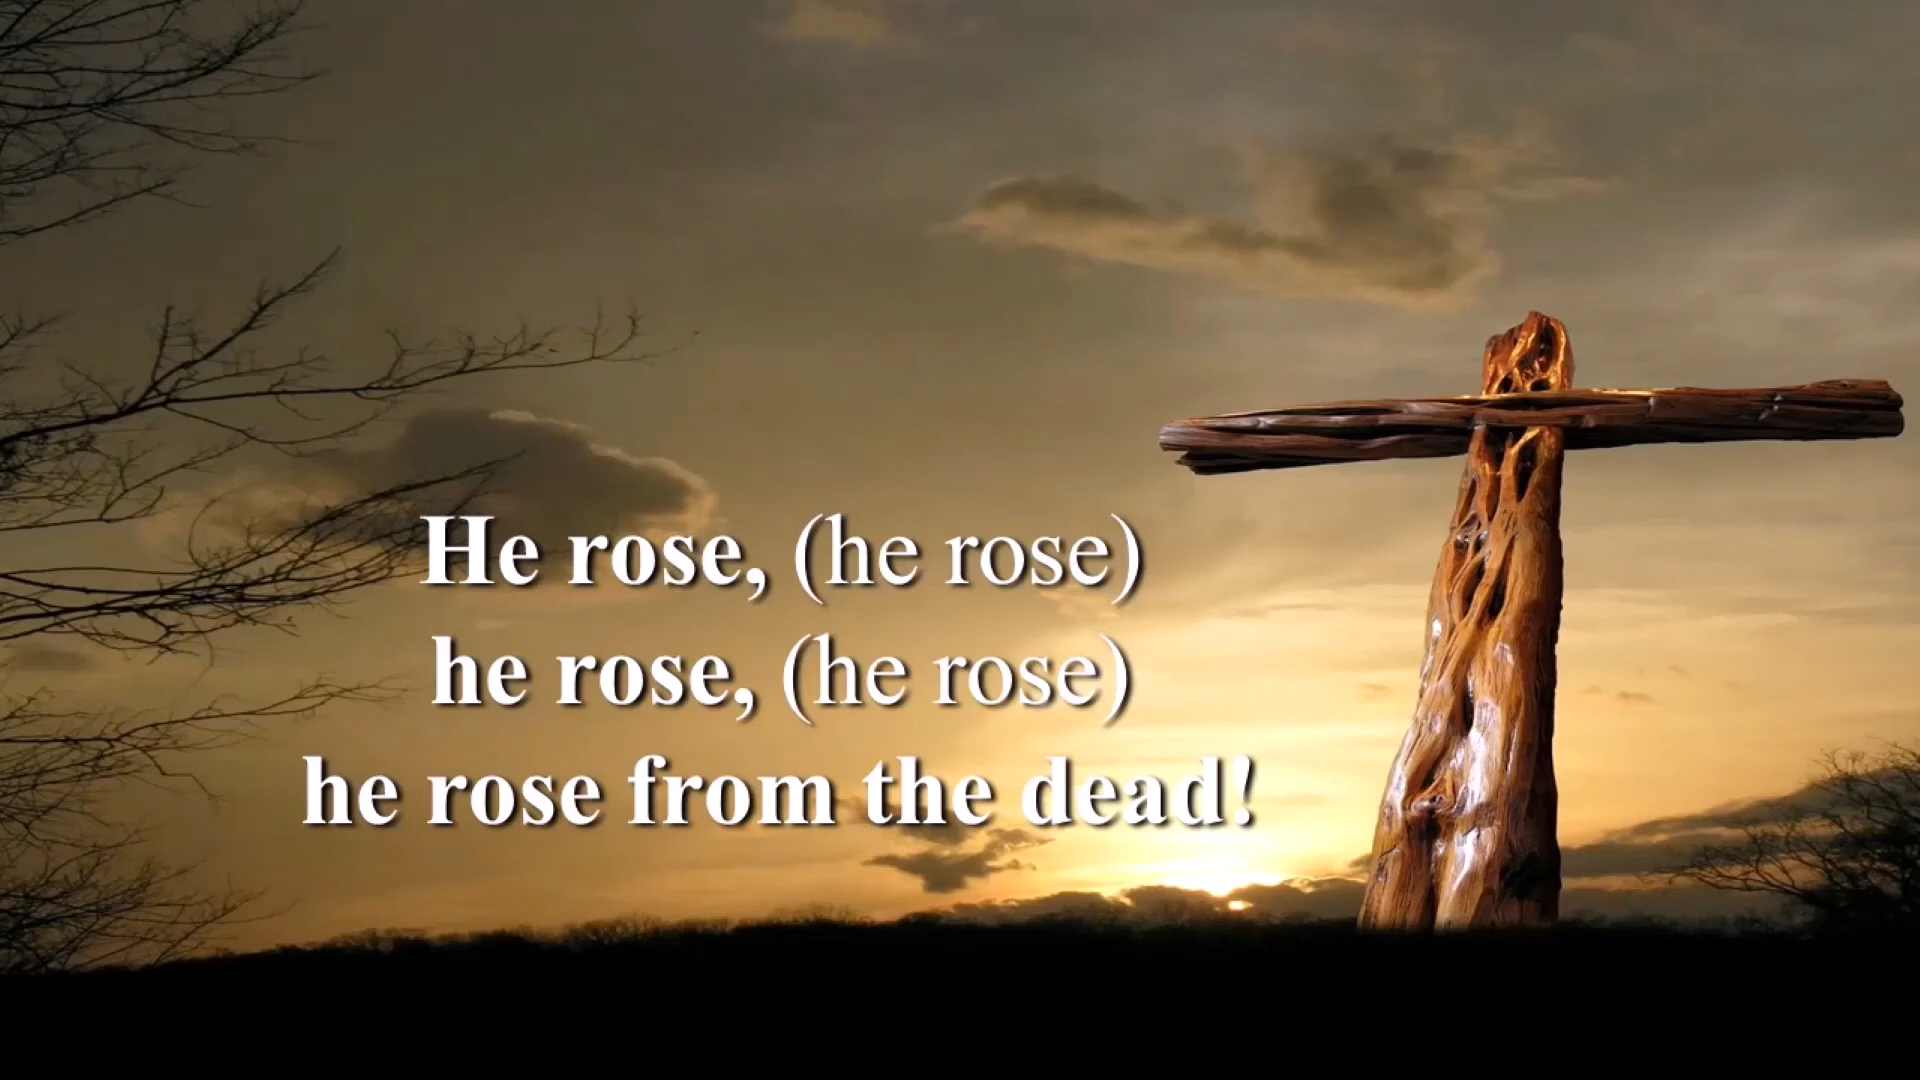 He rose, (he rose)
he rose, (he rose)
he rose from the dead!